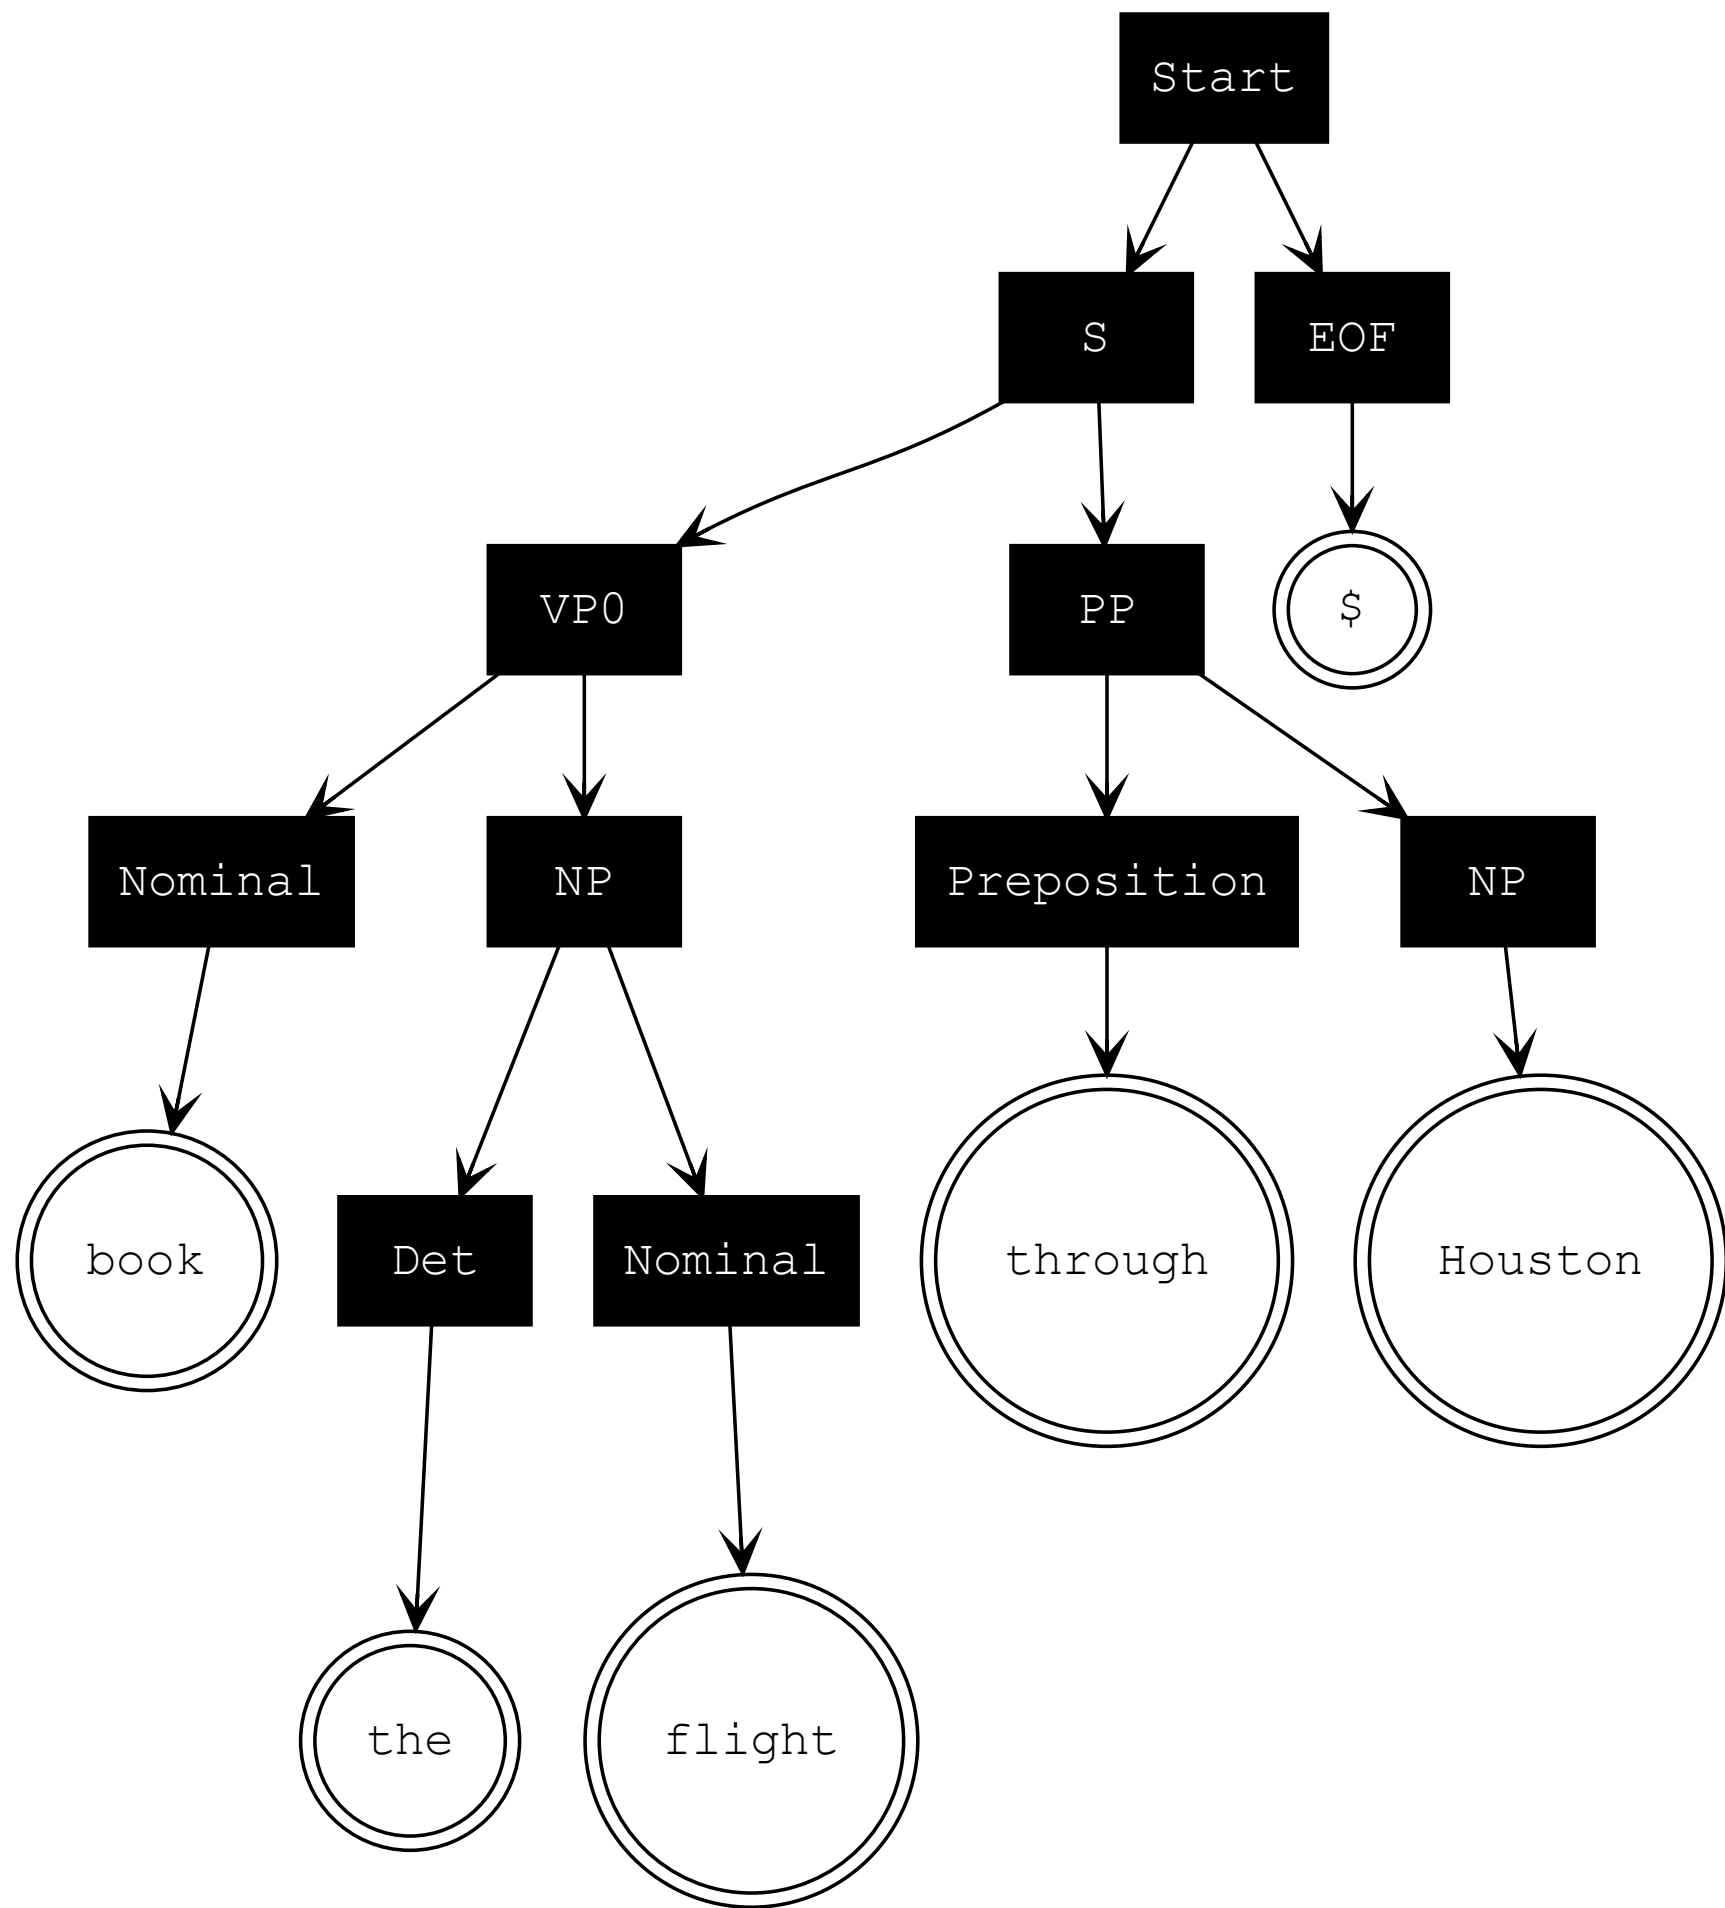 Start
S EOF
VP0 PP $
Nominal NP Preposition NP
book Det Nominal through Houston
the flight